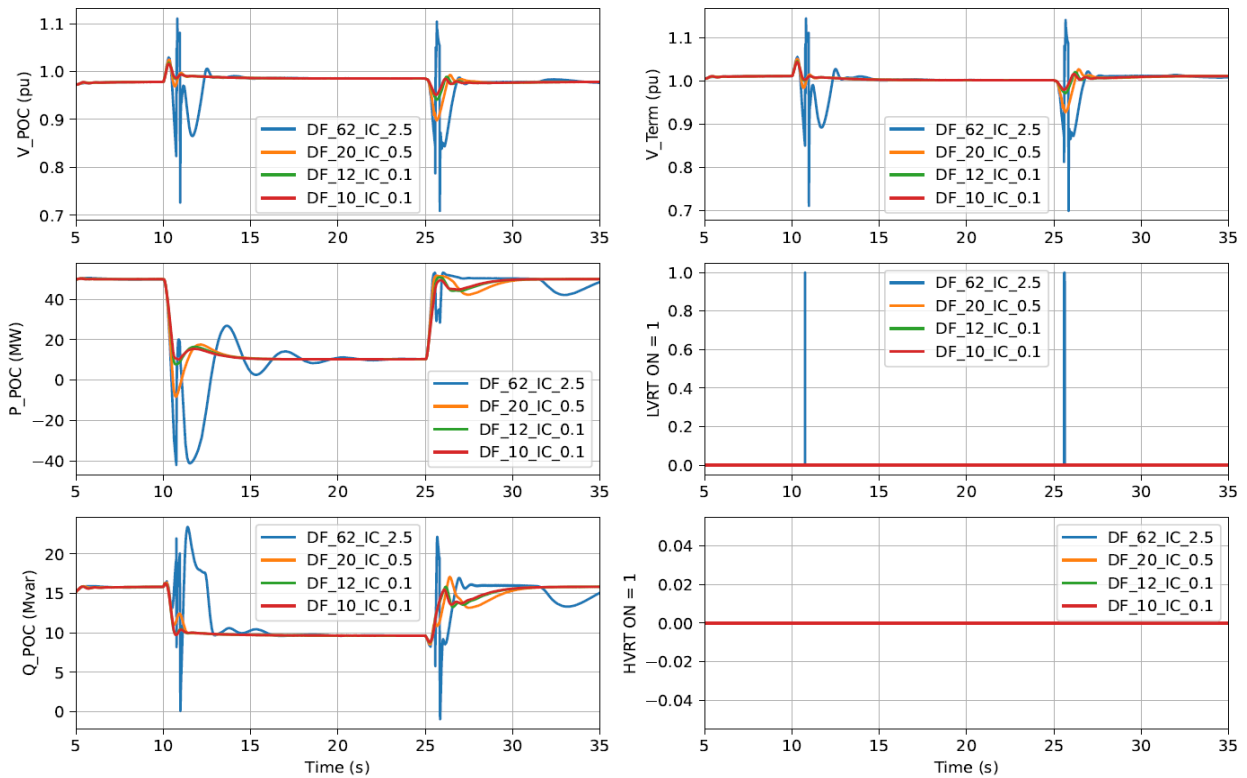 V_POC (pu)
1.1
1.0
0.9
0.8
0.7
5
10
15
20
25
30
35
DF_62_IC_2.5
DF_20_IC_0.5
DF_12_IC_0.1
DF_10_IC_0.1
V_Term (pu)
1.1
1.0
0.9
0.8
0.7
5
10
15
20
25
30
35
DF_62_IC_2.5
DF_20_IC_0.5
DF_12_IC_0.1
DF_10_IC_0.1
P_POC (MW)
40
20
0
−20
−40
5
10
15
20
25
30
35
DF_62_IC_2.5
DF_20_IC_0.5
DF_12_IC_0.1
DF_10_IC_0.1
LVRT ON = 1
1.0
0.8
0.6
0.4
0.2
0.0
5
10
15
20
25
30
35
DF_62_IC_2.5
DF_20_IC_0.5
DF_12_IC_0.1
DF_10_IC_0.1
Q_POC (Mvar)
20
15
10
5
0
5
10
15
20
25
30
35
Time (s)
DF_62_IC_2.5
DF_20_IC_0.5
DF_12_IC_0.1
DF_10_IC_0.1
HVRT ON = 1
0.04
0.02
0.00
−0.02
−0.04
5
10
15
20
25
30
35
Time (s)
DF_62_IC_2.5
DF_20_IC_0.5
DF_12_IC_0.1
DF_10_IC_0.1